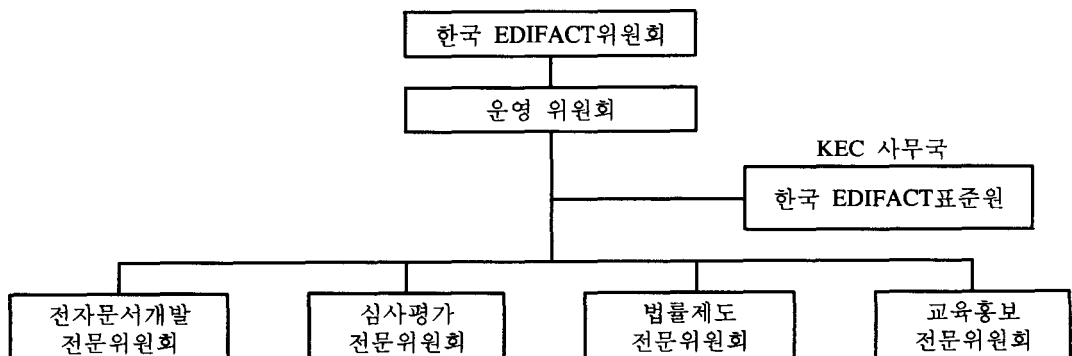 한국 EDIFACT위원회
운영 위원회
KEC 사무국
한국 EDIFACT표준원
전자문서개발
전문위원회
심사평가
전문위원회
법률제도
전문위원회
교육홍보
전문위원회